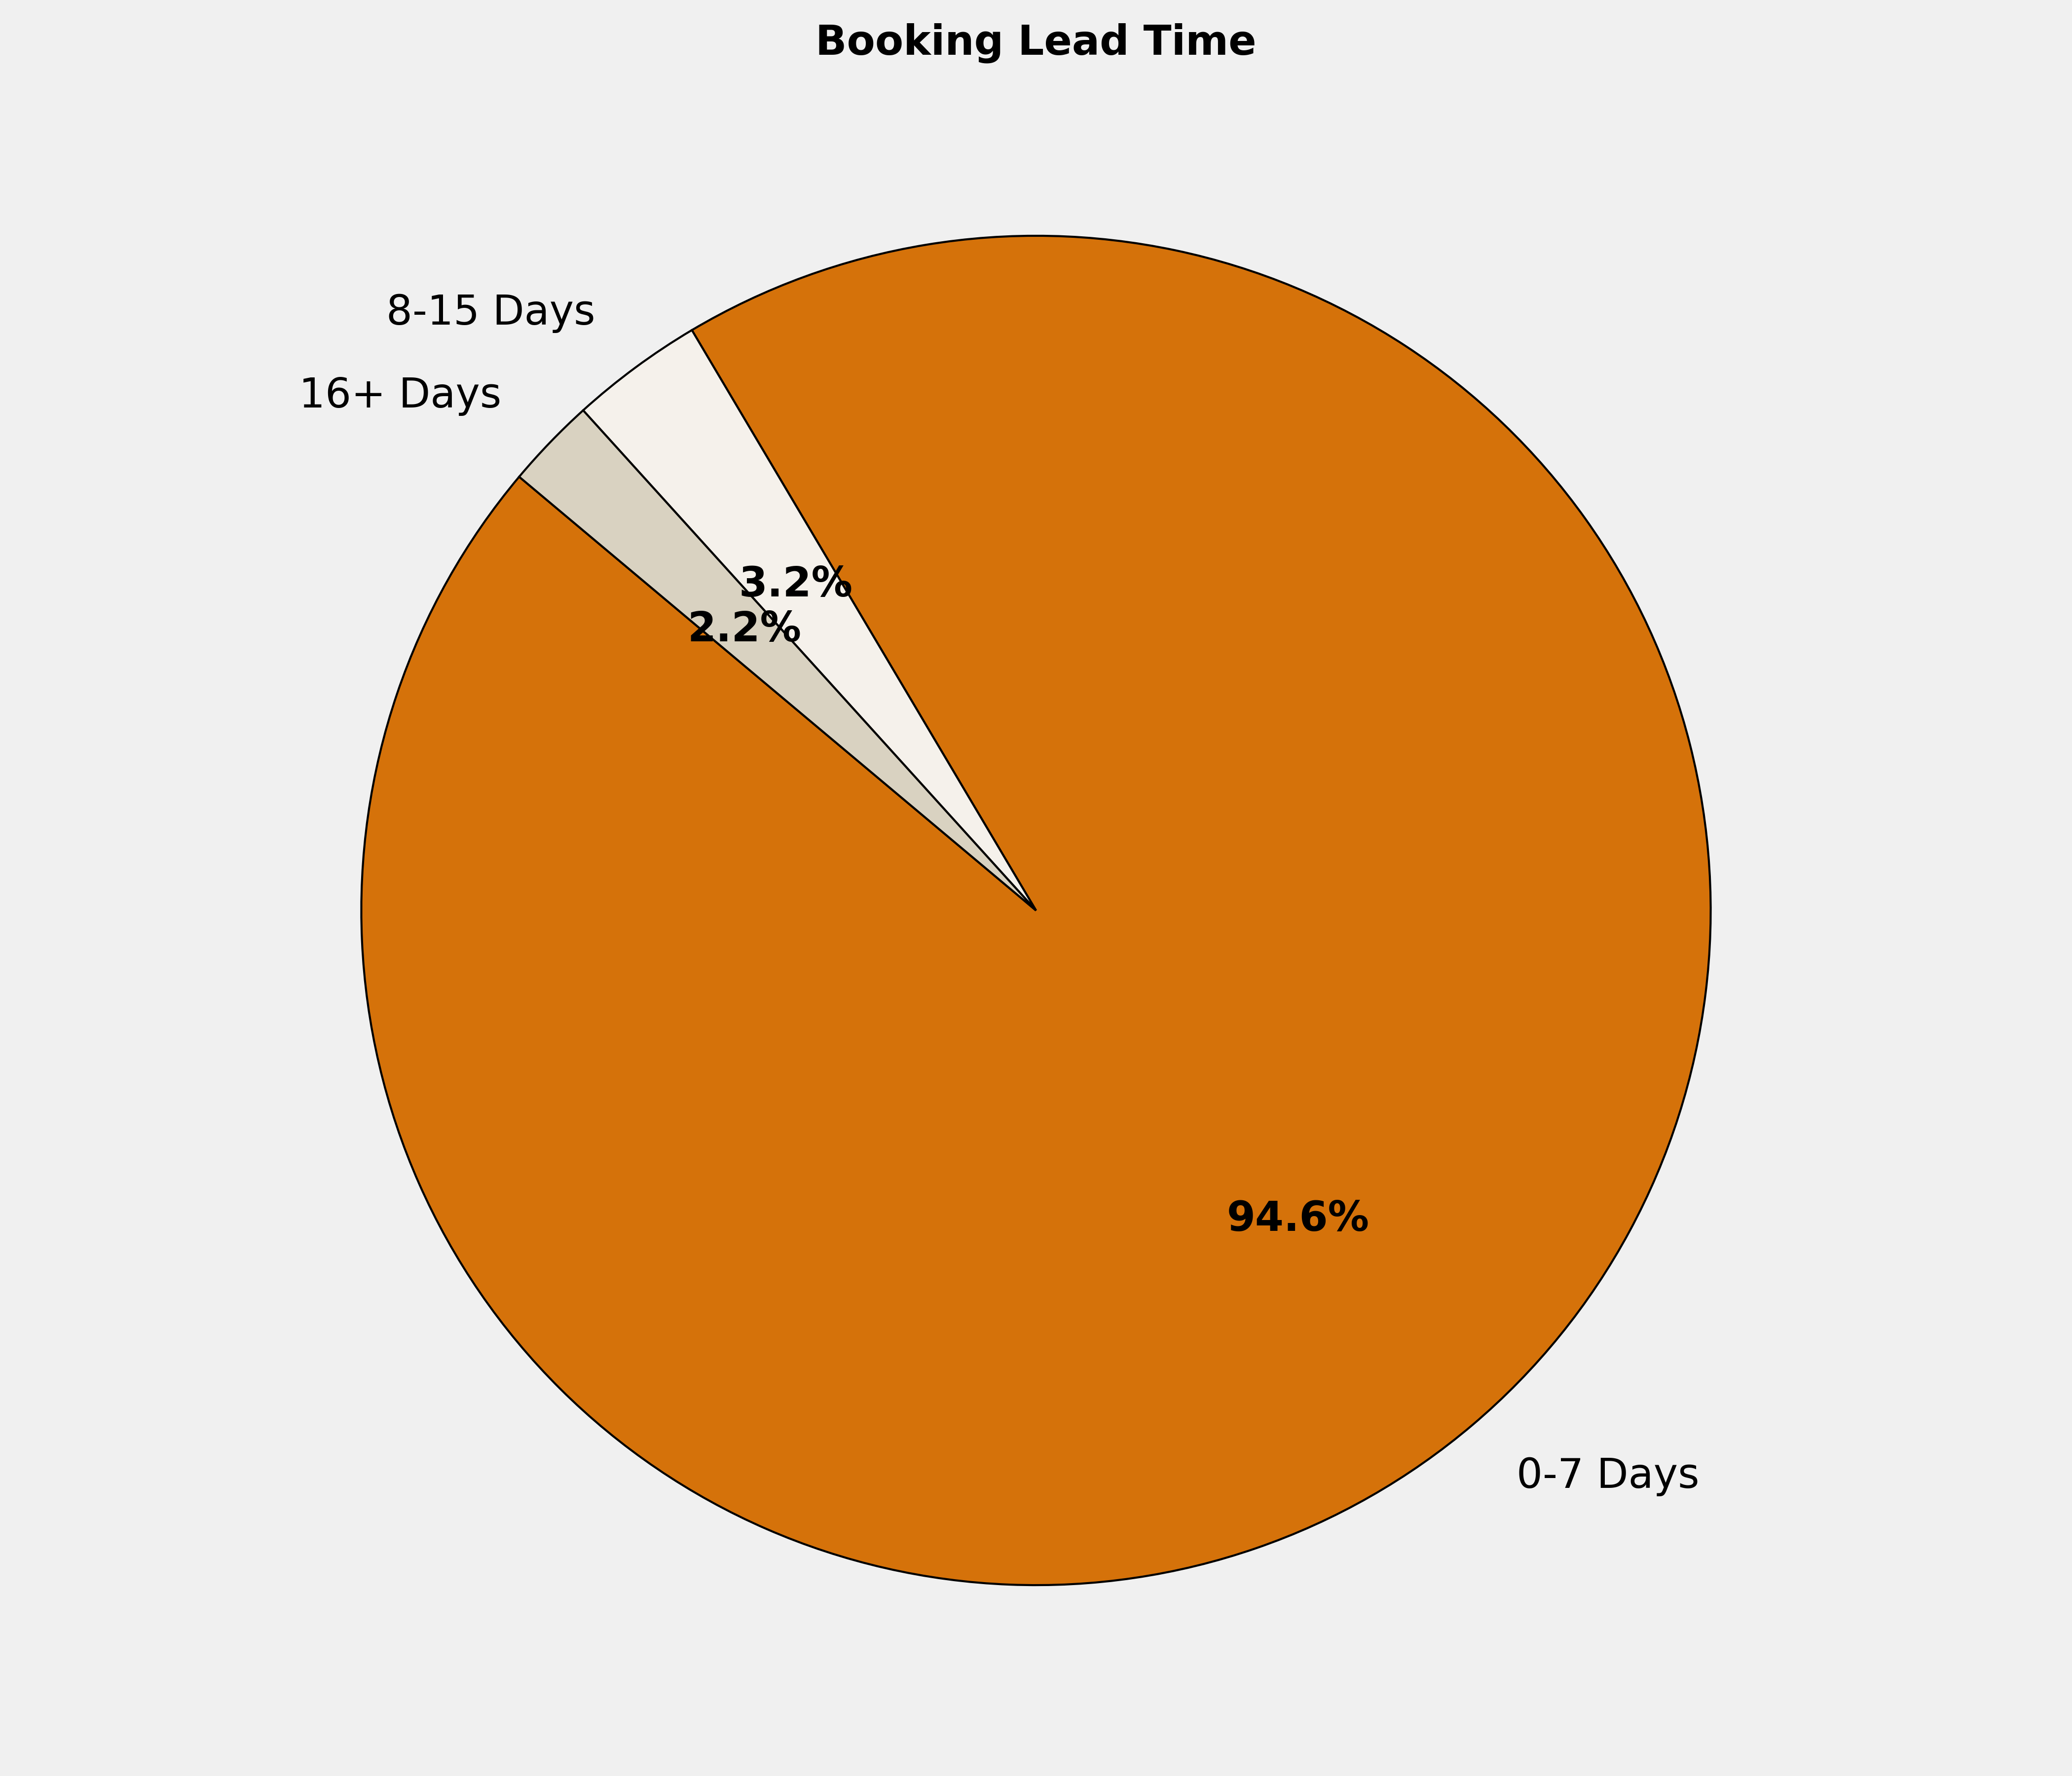 Booking Lead Time
8-15 Days
16+ Days
3.2%
2.2%
94.6%
0-7 Days